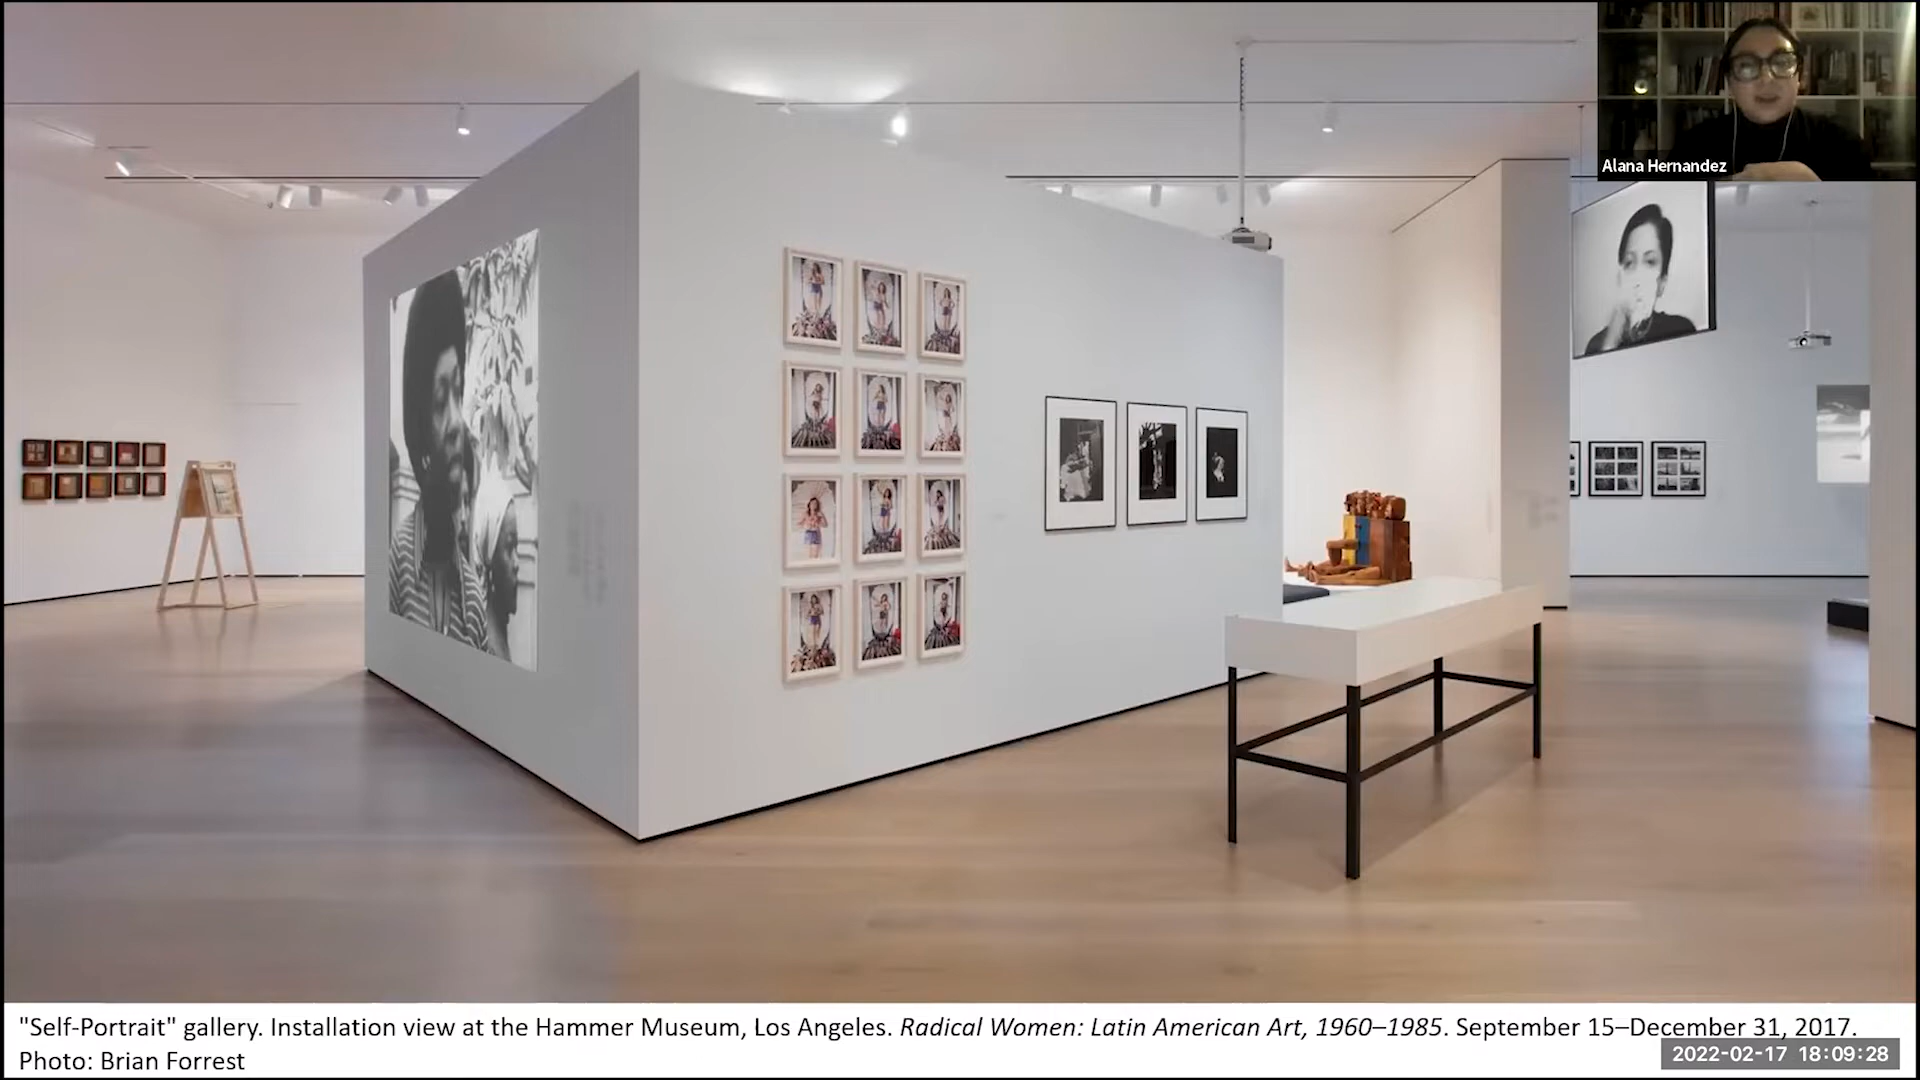 Alana Hernandez
"Self-Portrait" gallery. Installation view at the Hammer Museum, Los Angeles. Radical Women: Latin American Art, 1960–1985. September 15–December 31, 2017.
Photo: Brian Forrest
2022-02-17 18:09:28